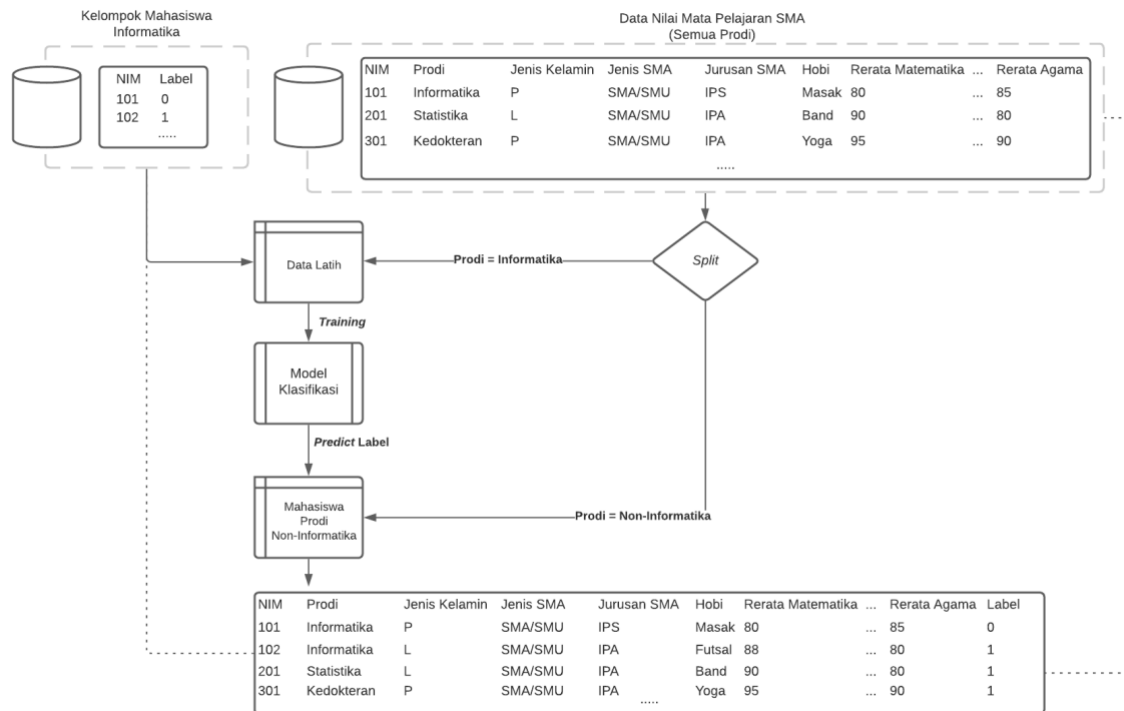 Kelompok Mahasiswa
Informatika
NIM Label
101 0
102 1
.....
Data Nilai Mata Pelajaran SMA
(Semua Prodi)
NIM Prodi Jenis Kelamin Jenis SMA Jurusan SMA Hobi Rerata Matematika ... Rerata Agama
101 Informatika P SMA/SMU IPS Masak 80 ... 85
201 Statistika L SMA/SMU IPA Band 90 ... 80
301 Kedokteran P SMA/SMU IPA Yoga 95 ... 90
.....
Split
Prodi = Informatika
Data Latih
Training
Model
Klasifikasi
Predict Label
Mahasiswa
Prodi
Non-Informatika
Prodi = Non-Informatika
NIM Prodi Jenis Kelamin Jenis SMA Jurusan SMA Hobi Rerata Matematika ... Rerata Agama Label
101 Informatika P SMA/SMU IPS Masak 80 ... 85 0
102 Informatika L SMA/SMU IPA Futsal 88 ... 80 1
201 Statistika L SMA/SMU IPA Band 90 ... 80 1
301 Kedokteran P SMA/SMU IPA Yoga 95 ... 90 1
.....